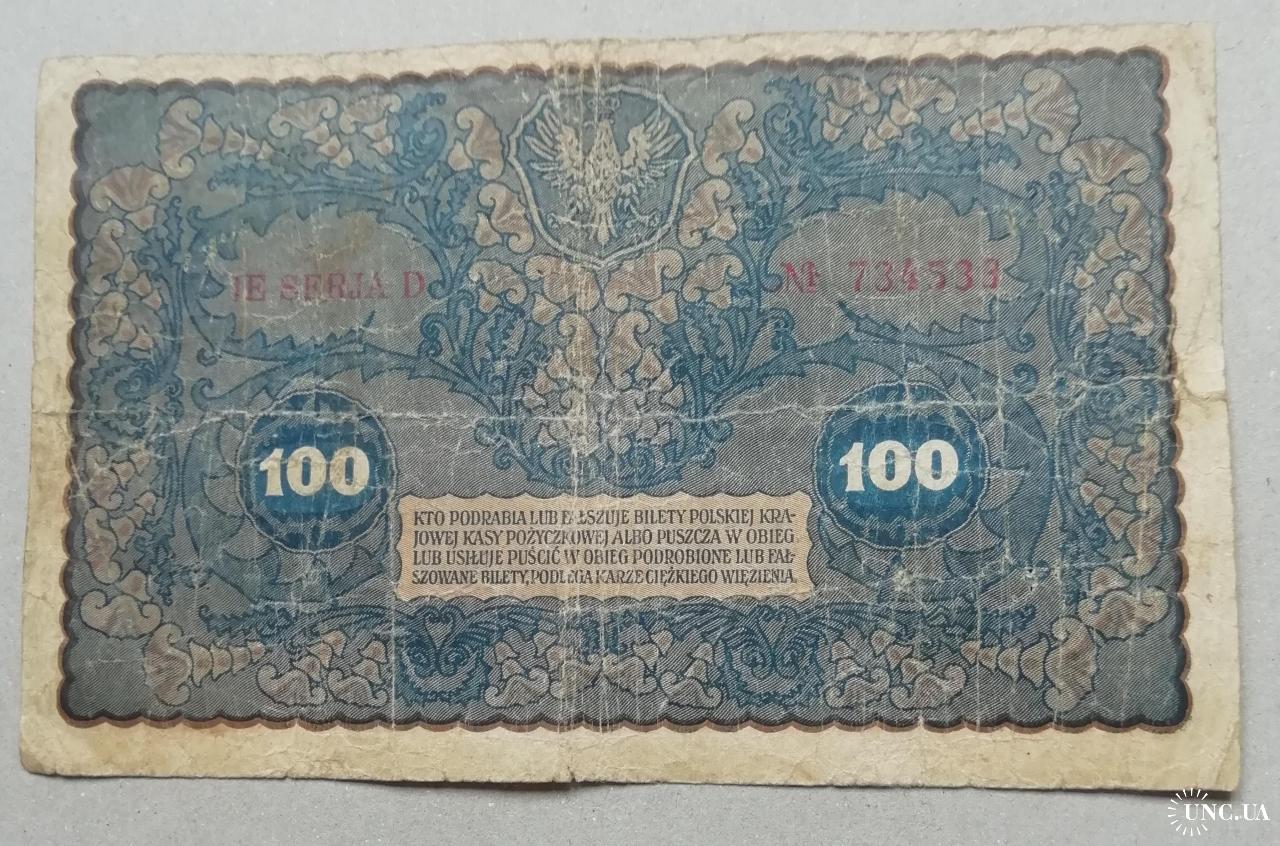 IE SERJA D
№ 734533
100
100
KTO PODRABIA LUB FAŁSZUJE BILETY POLSKIEJ KRA-
JOWEJ KASY POŻYCZKOWEJ ALBO PUSZCZA W OBIEG
LUB USIŁUJE PUŚCIĆ W OBIEG PODROBIONE LUB FAŁ-
SZOWANE BILETY, PODLEGA KARZE CIĘŻKIEGO WIĘZIENIA.
UNC.UA